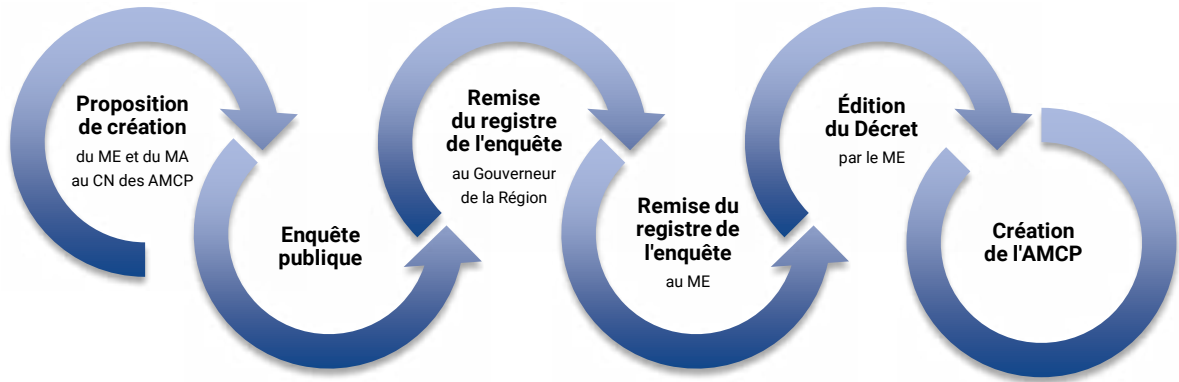 Proposition
de création
du ME et du MA
au CN des AMCP
Enquête
publique
Remise
du registre
de l'enquête
au Gouverneur
de la Région
Remise du
registre de
l'enquête
au ME
Édition
du Décret
par le ME
Création
de l'AMCP